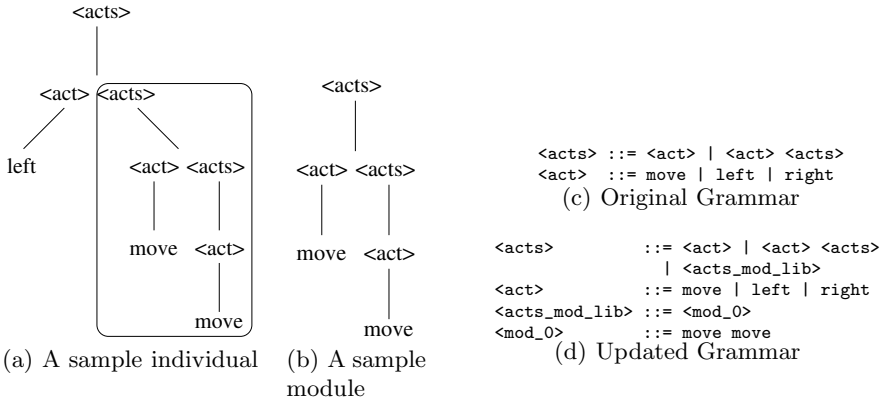 <acts>
<act> <acts>
left
<act> <acts>
move <act>
move
(a) A sample individual
<acts>
<act> <acts>
move <act>
move
(b) A sample
module
<acts> ::= <act> | <act> <acts>
<act> ::= move | left | right
(c) Original Grammar
<acts> ::= <act> | <act> <acts>
| <acts_mod_lib>
<act> ::= move | left | right
<acts_mod_lib> ::= <mod_0>
<mod_0> ::= move move
(d) Updated Grammar